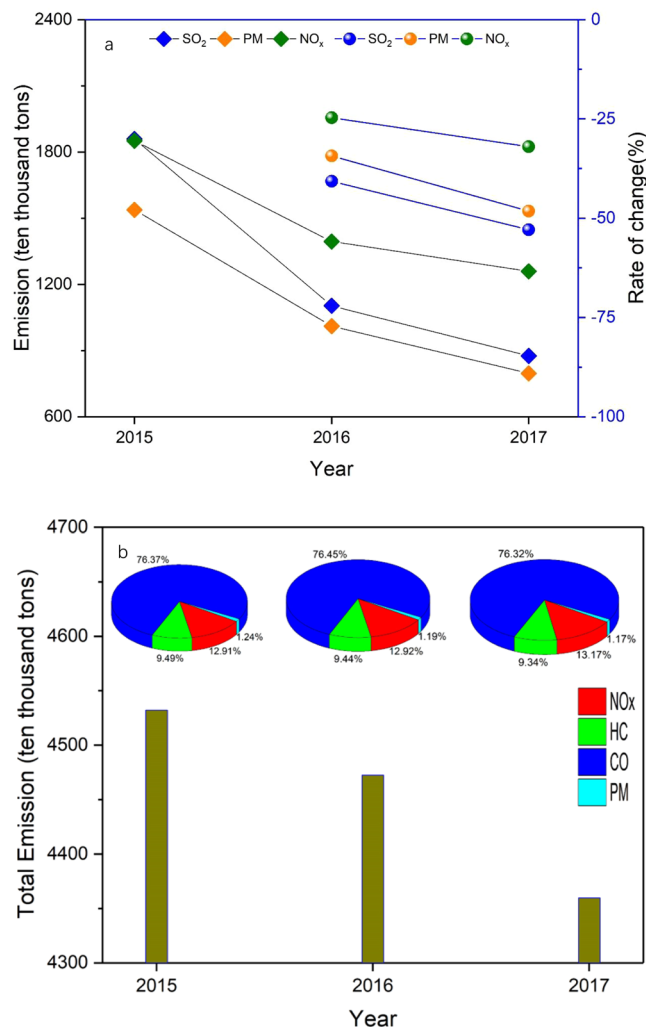 a
SO2 PM NOx SO2 PM NOx
2400
1800
1200
600
Emission (ten thousand tons)
0
-25
-50
-75
-100
Rate of change(%)
2015 2016 2017
Year
b
4700
4600
4500
4400
4300
Total Emission (ten thousand tons)
76.37% 76.45% 76.32%
1.24% 1.19% 1.17%
9.49% 12.91% 9.44% 12.92% 9.34% 13.17%
NOx
HC
CO
PM
2015 2016 2017
Year